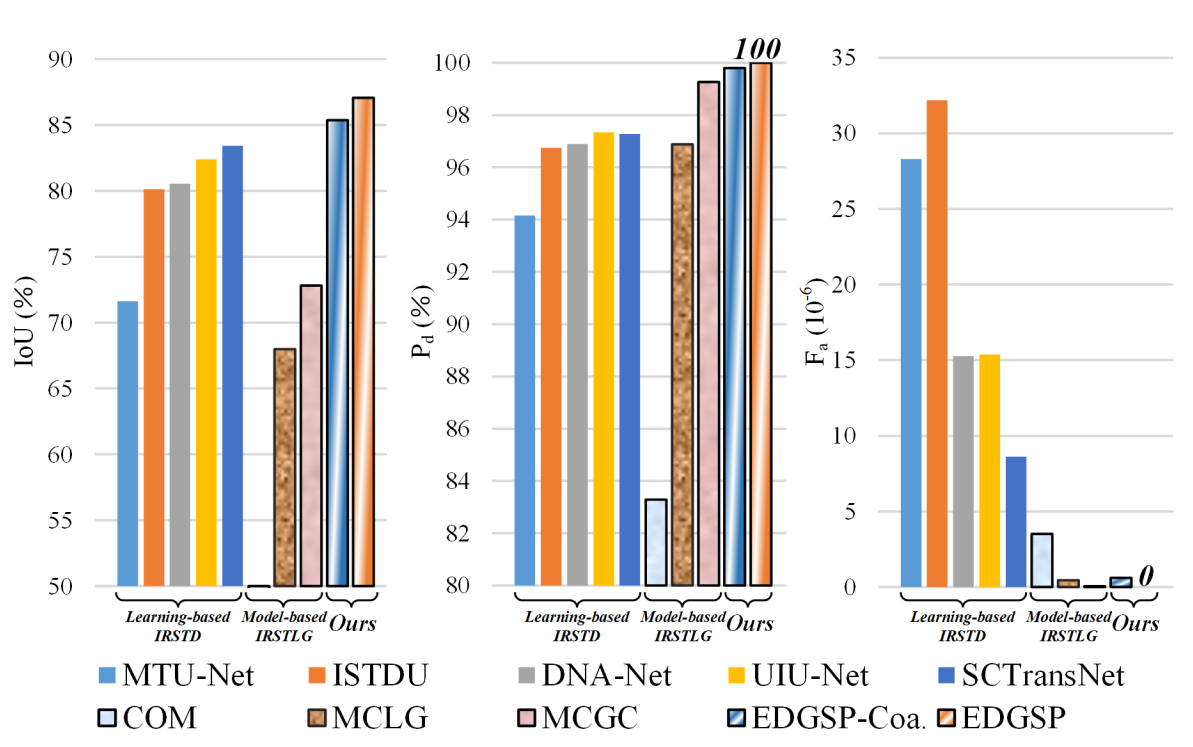 IoU (%)
90
85
80
75
70
65
60
55
50
Learning-based
IRSTD
Model-based
IRSTLG
Ours
P_d (%)
100
98
96
94
92
90
88
86
84
82
80
100
Learning-based
IRSTD
Model-based
IRSTLG
Ours
F_a (10^-6)
35
30
25
20
15
10
5
0
0
Learning-based
IRSTD
Model-based
IRSTLG
Ours
MTU-Net ISTDU DNA-Net UIU-Net SCTransNet
COM MCLG MCGC EDGSP-Coa. EDGSP